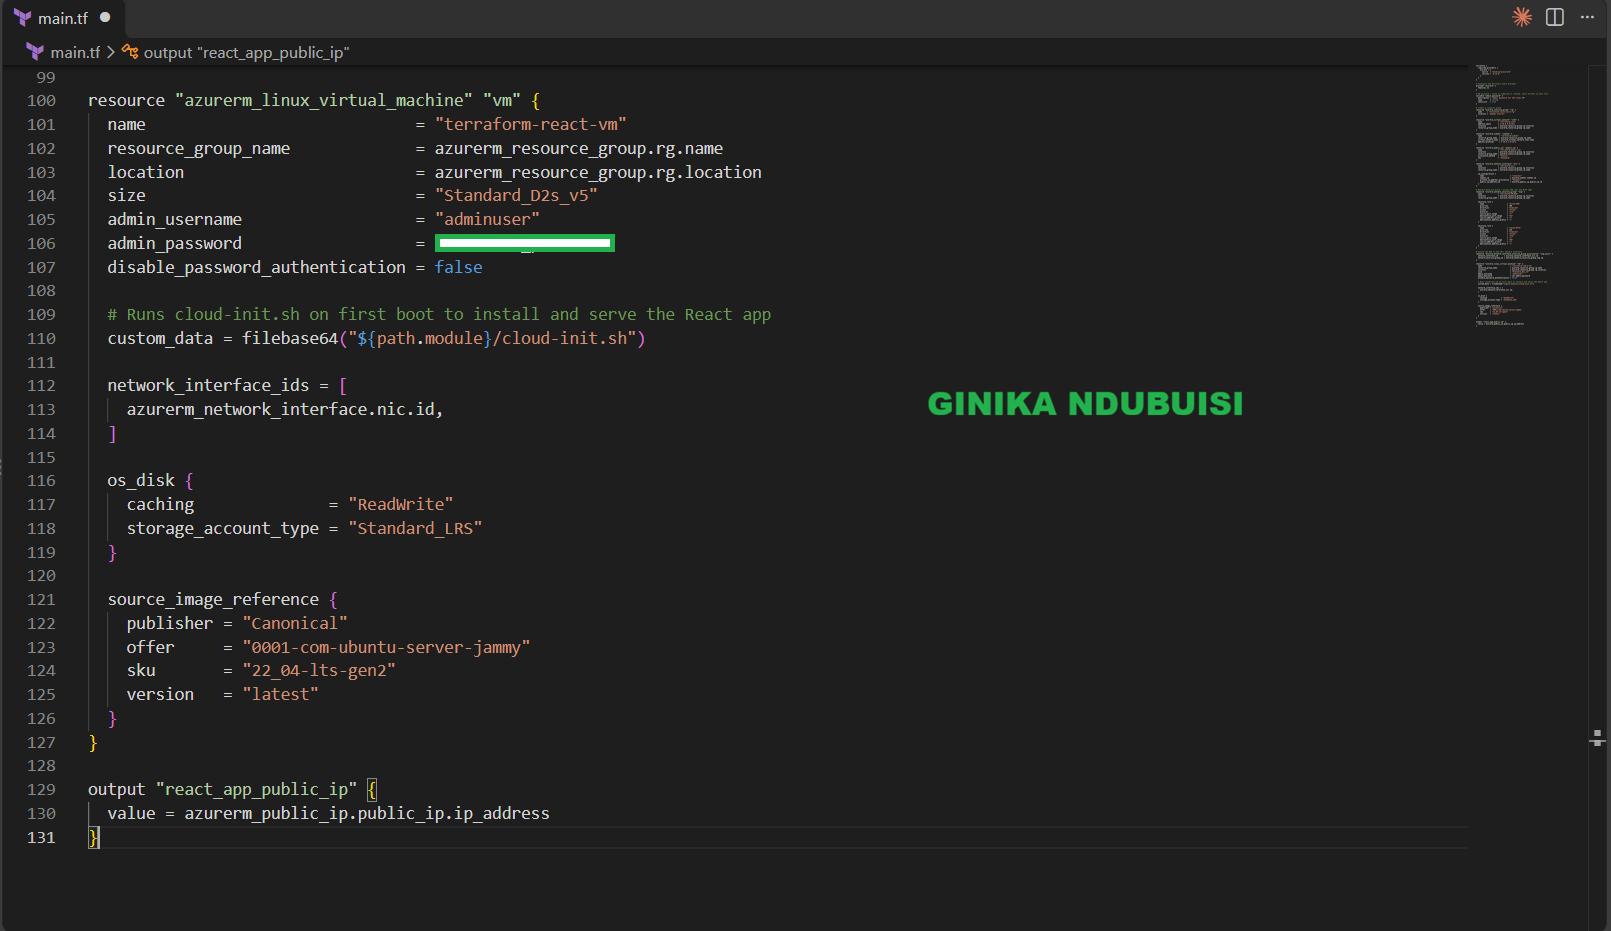 main.tf
main.tf > output "react_app_public_ip"
99
100 resource "azurerm_linux_virtual_machine" "vm" {
101 name = "terraform-react-vm"
102 resource_group_name = azurerm_resource_group.rg.name
103 location = azurerm_resource_group.rg.location
104 size = "Standard_D2s_v5"
105 admin_username = "adminuser"
106 admin_password =
107 disable_password_authentication = false
108
109 # Runs cloud-init.sh on first boot to install and serve the React app
110 custom_data = filebase64("${path.module}/cloud-init.sh")
111
112 network_interface_ids = [
113 azurerm_network_interface.nic.id,
114 ]
115
116 os_disk {
117 caching = "ReadWrite"
118 storage_account_type = "Standard_LRS"
119 }
120
121 source_image_reference {
122 publisher = "Canonical"
123 offer = "0001-com-ubuntu-server-jammy"
124 sku = "22_04-lts-gen2"
125 version = "latest"
126 }
127 }
128
129 output "react_app_public_ip" {
130 value = azurerm_public_ip.public_ip.ip_address
131 }
GINIKA NDUBUISI